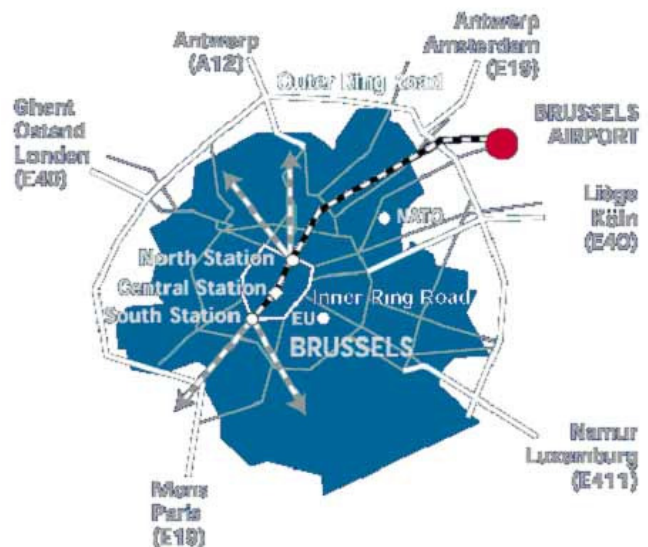 Antwerp
(A12)
Antwerp
Amsterdam
(E19)
Outer Ring Road
BRUSSELS
AIRPORT
Ghent
Ostend
London
(E40)
Liège
Köln
(E40)
NATO
North Station
Central Station
Inner Ring Road
South Station
EU
BRUSSELS
Namur
Luxemburg
(E411)
Mons
Paris
(E19)